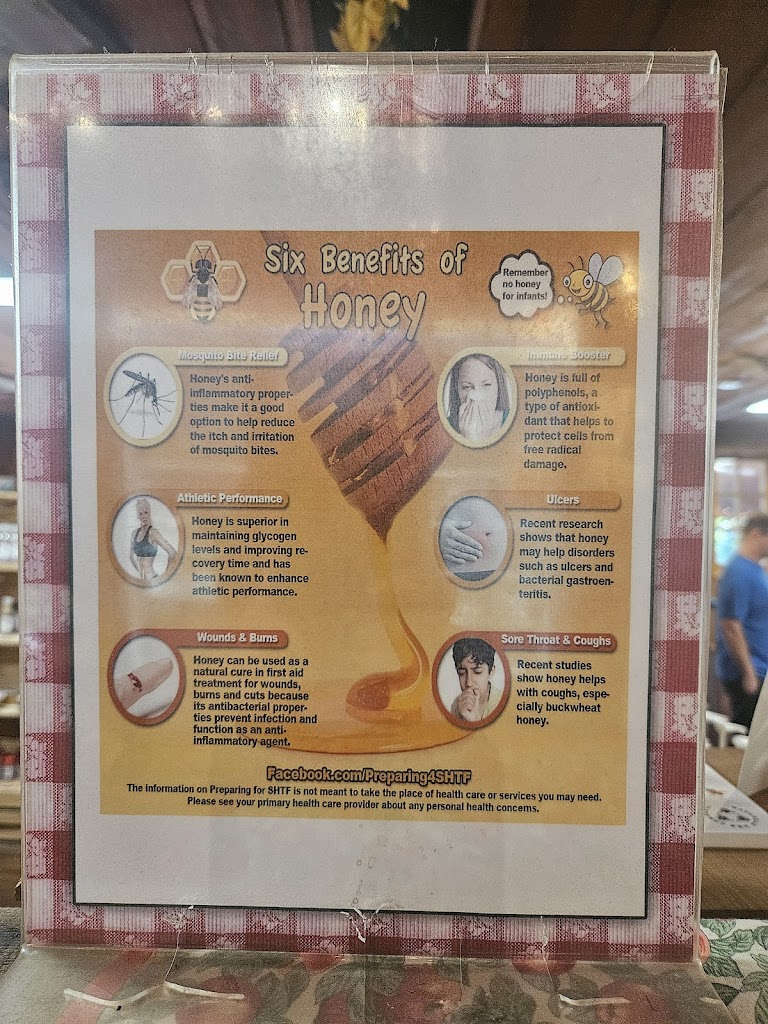 Six Benefits of
Honey
Remember
no honey
for infants!
Mosquito Bite Relief
Honey's anti-
inflammatory proper-
ties make it a good
option to help reduce
the itch and irritation
of mosquito bites.
Immune Booster
Honey is full of
polyphenols, a
type of antioxi-
dant that helps to
protect cells from
free radical
damage.
Athletic Performance
Honey is superior in
maintaining glycogen
levels and improving re-
covery time and has
been known to enhance
athletic performance.
Ulcers
Recent research
shows that honey
may help disorders
such as ulcers and
bacterial gastroen-
teritis.
Wounds & Burns
Honey can be used as a
natural cure in first aid
treatment for wounds,
burns and cuts because
its antibacterial proper-
ties prevent infection and
function as an anti-
inflammatory agent.
Sore Throat & Coughs
Recent studies
show honey helps
with coughs, espe-
cially buckwheat
honey.
Facebook.com/Preparing4SHTF
The information on Preparing for SHTF is not meant to take the place of health care or services you may need.
Please see your primary health care provider about any personal health concerns.